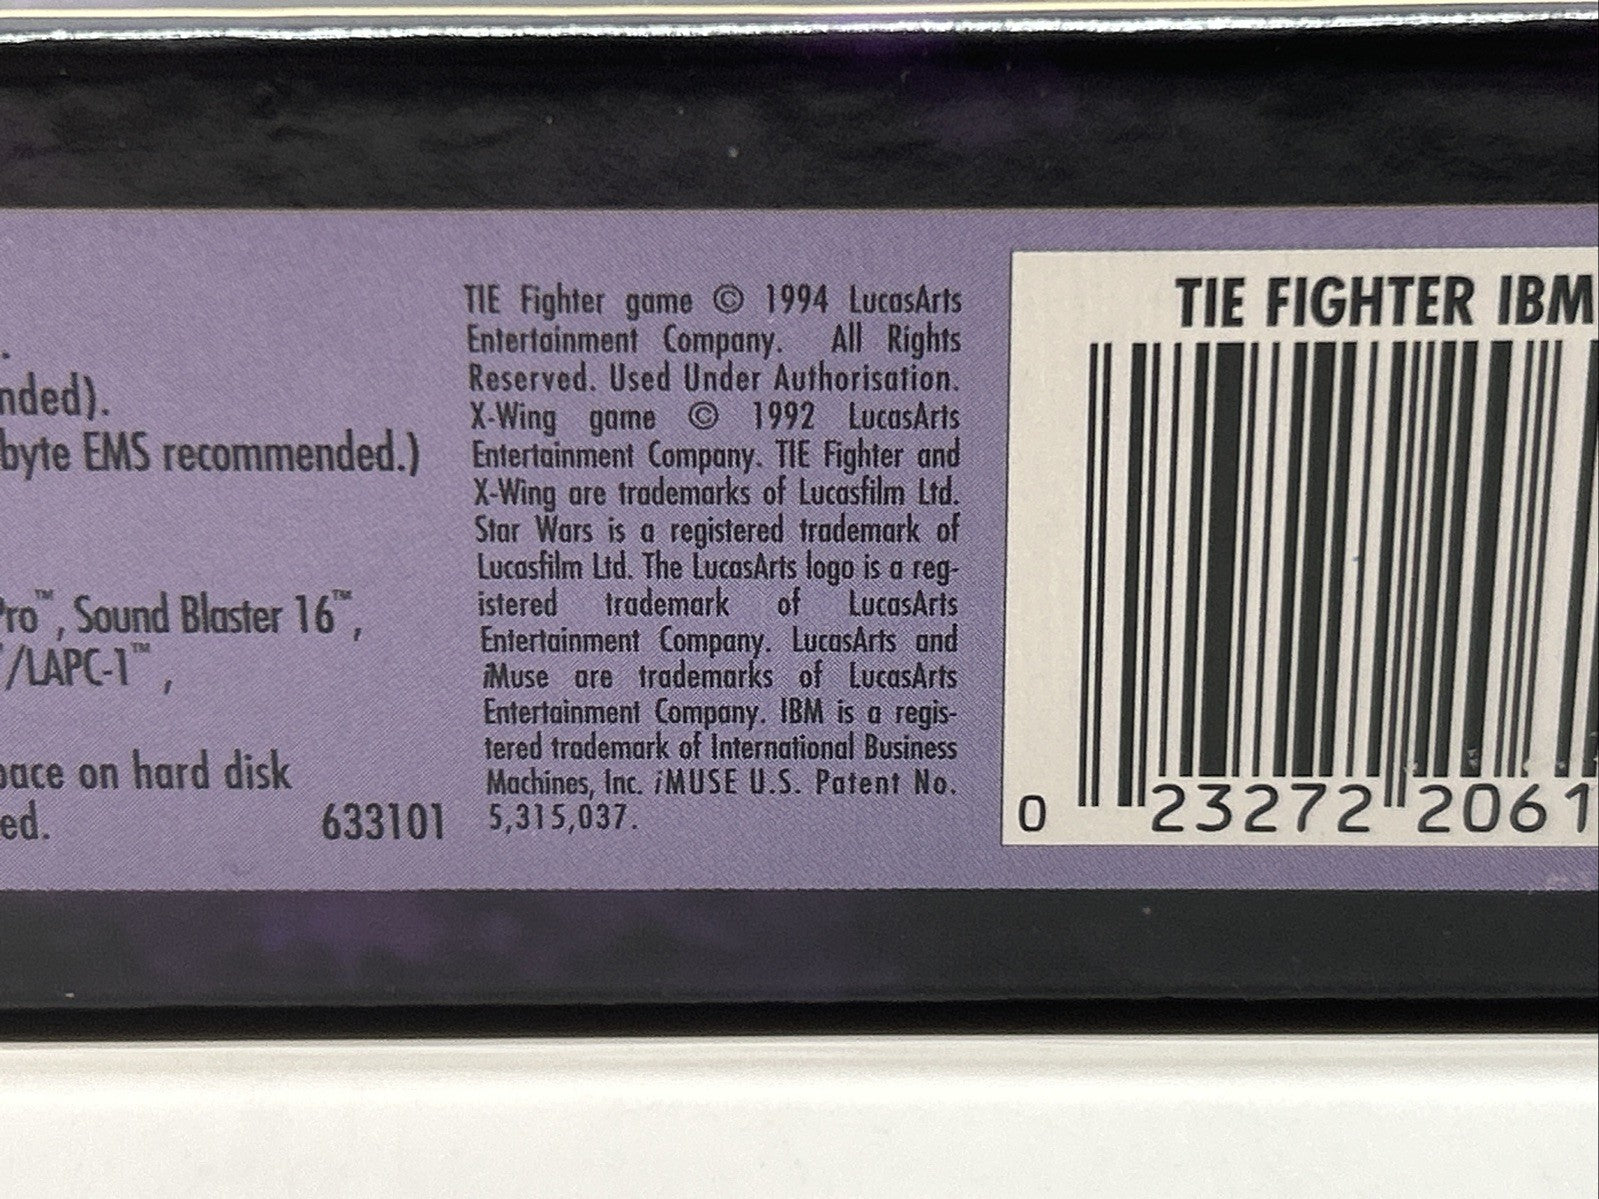 .
nded).
byte EMS recommended.)
Pro™, Sound Blaster 16™,
/LAPC-1™,
pace on hard disk
ed.
633101
TIE Fighter game © 1994 LucasArts
Entertainment Company. All Rights
Reserved. Used Under Authorisation.
X-Wing game © 1992 LucasArts
Entertainment Company. TIE Fighter and
X-Wing are trademarks of Lucasfilm Ltd.
Star Wars is a registered trademark of
Lucasfilm Ltd. The LucasArts logo is a reg-
istered trademark of LucasArts
Entertainment Company. LucasArts and
iMuse are trademarks of LucasArts
Entertainment Company. IBM is a regis-
tered trademark of International Business
Machines, Inc. iMUSE U.S. Patent No.
5,315,037.
TIE FIGHTER IBM
0 23272 2061